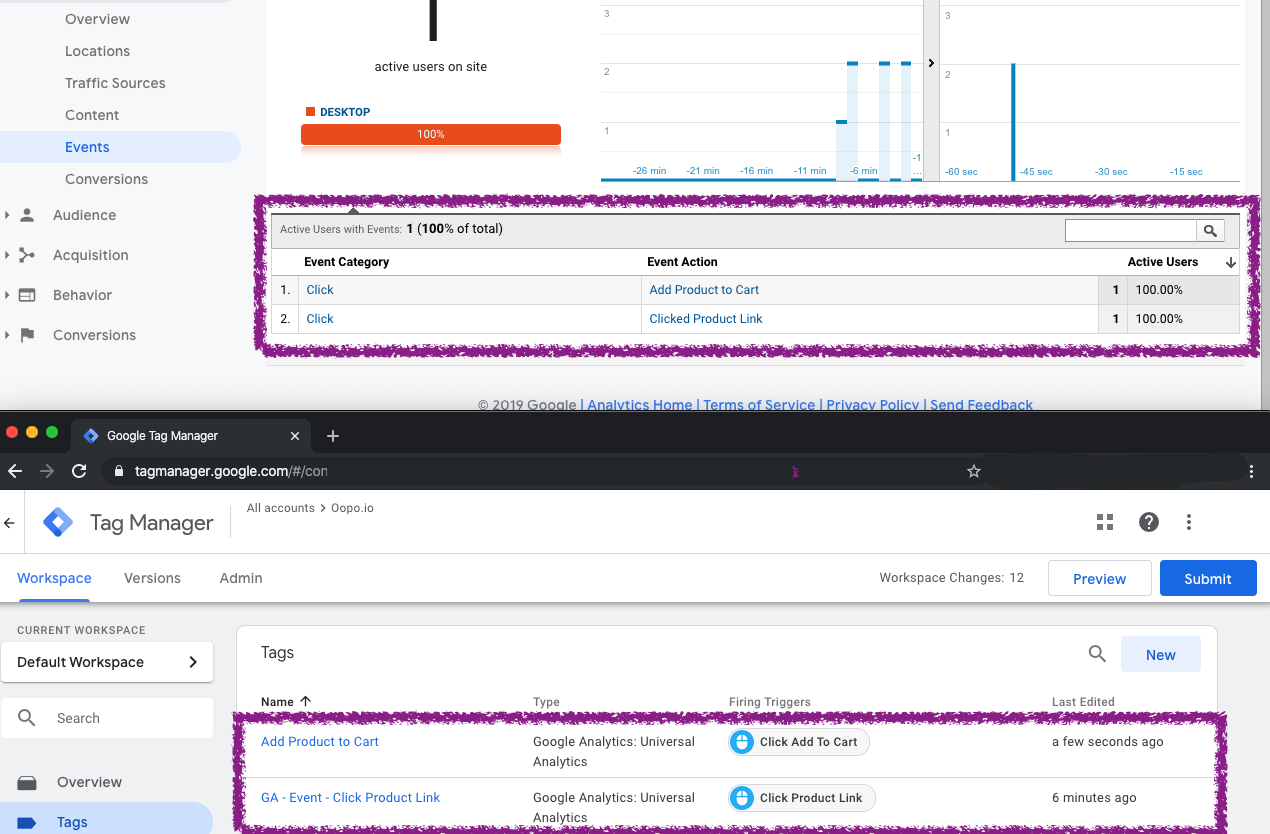 Overview
Locations
Traffic Sources
Content
Events
Conversions
Audience
Acquisition
Behavior
Conversions
active users on site
DESKTOP
100%
3
2
1
-26 min -21 min -16 min -11 min -6 min -1
...
3
2
1
-60 sec -45 sec -30 sec -15 sec
Active Users with Events: 1 (100% of total)
Event Category Event Action Active Users
1. Click Add Product to Cart 1 100.00%
2. Click Clicked Product Link 1 100.00%
© 2019 Google | Analytics Home | Terms of Service | Privacy Policy | Send Feedback
Google Tag Manager
tagmanager.google.com/#/con
Tag Manager
All accounts > Oopo.io
Workspace Versions Admin
Workspace Changes: 12 Preview Submit
CURRENT WORKSPACE
Default Workspace
Search
Overview
Tags
Tags
New
Name Type Firing Triggers Last Edited
Add Product to Cart Google Analytics: Universal Click Add To Cart a few seconds ago
Analytics
GA - Event - Click Product Link Google Analytics: Universal Click Product Link 6 minutes ago
Analytics